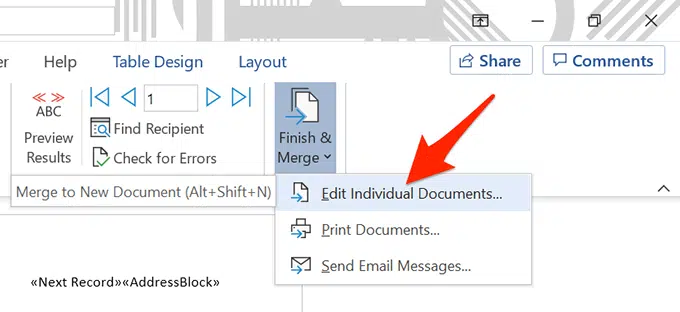 er Help Table Design Layout Share Comments
ABC
1
Preview
Results
Find Recipient
Check for Errors
Finish &
Merge
Merge to New Document (Alt+Shift+N)
Edit Individual Documents...
Print Documents...
Send Email Messages...
«Next Record»«AddressBlock»